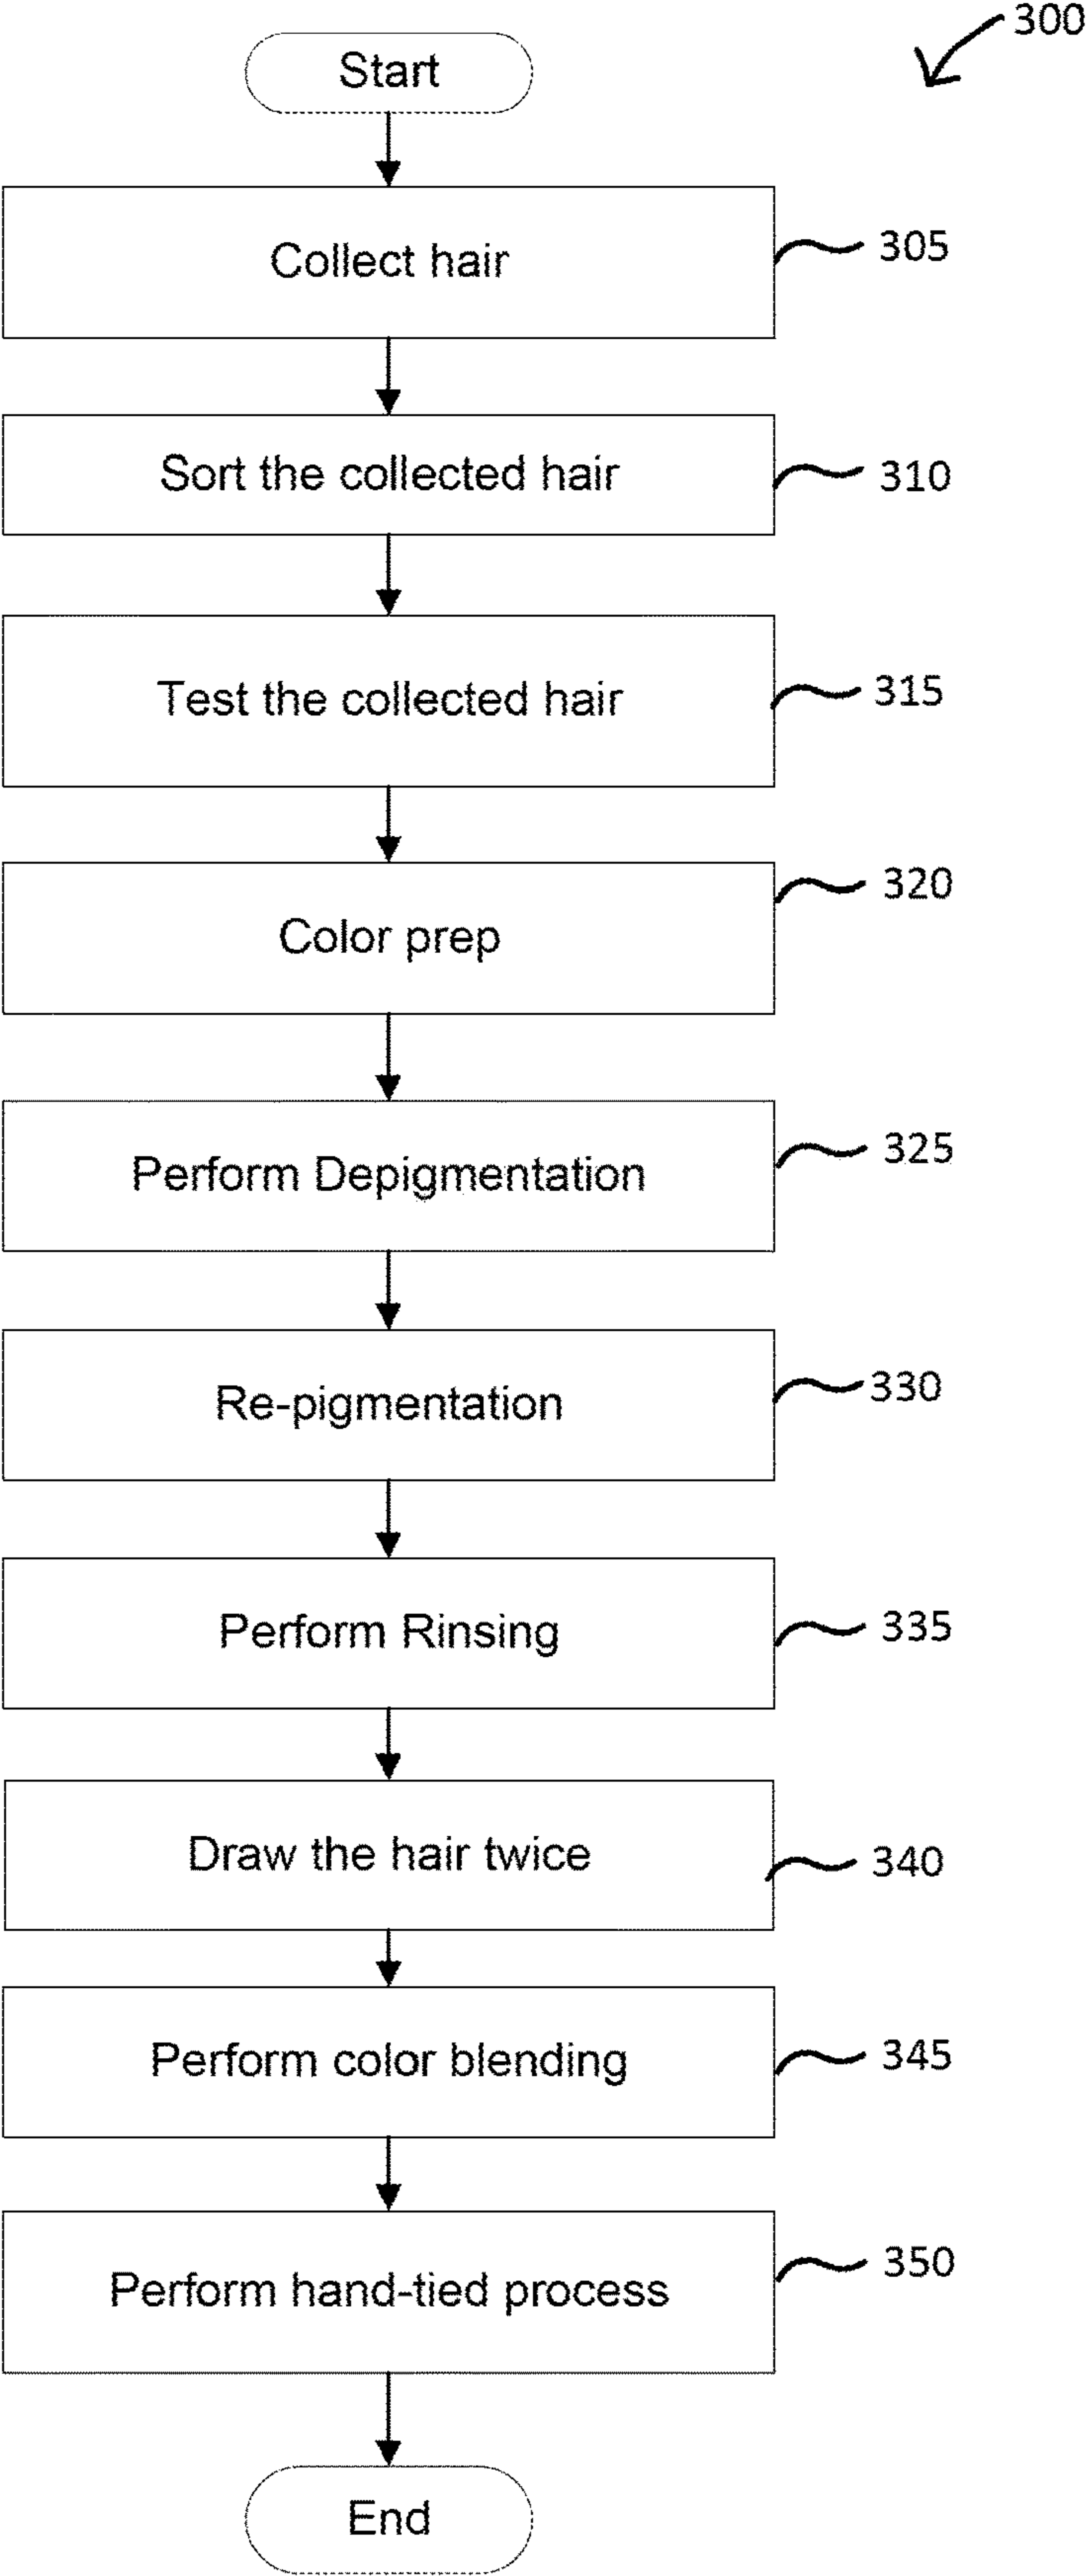 300
Start
Collect hair
305
Sort the collected hair
310
Test the collected hair
315
Color prep
320
Perform Depigmentation
325
Re-pigmentation
330
Perform Rinsing
335
Draw the hair twice
340
Perform color blending
345
Perform hand-tied process
350
End